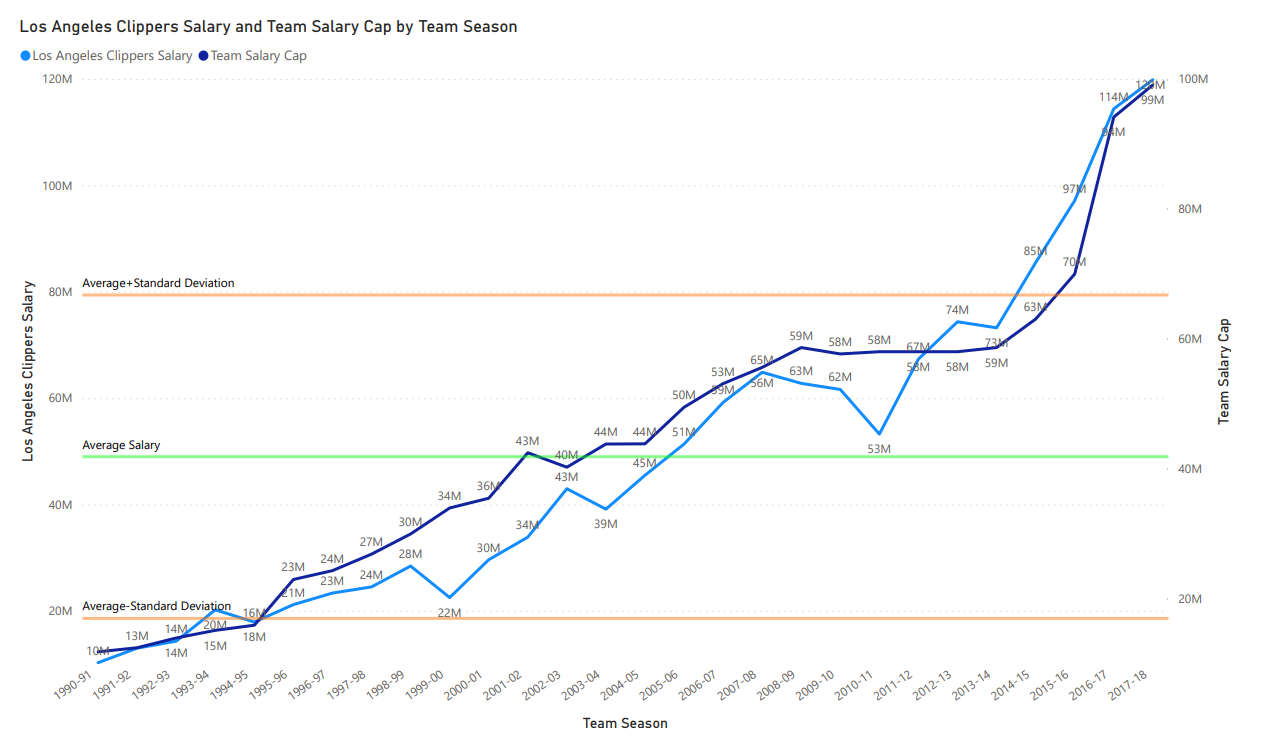 Los Angeles Clippers Salary and Team Salary Cap by Team Season
Los Angeles Clippers Salary Team Salary Cap
120M
100M
80M
60M
40M
20M
Los Angeles Clippers Salary
100M
80M
60M
40M
20M
Team Salary Cap
Average+Standard Deviation
Average Salary
Average-Standard Deviation
10M
13M
14M
14M
20M
15M
16M
18M
23M
21M
24M
23M
27M
24M
30M
28M
34M
22M
36M
30M
43M
34M
40M
43M
44M
39M
44M
45M
50M
51M
53M
59M
65M
56M
59M
63M
58M
62M
58M
53M
67M
58M
74M
58M
73M
59M
85M
63M
97M
70M
114M
94M
120M
99M
1990-91
1991-92
1992-93
1993-94
1994-95
1995-96
1996-97
1997-98
1998-99
1999-00
2000-01
2001-02
2002-03
2003-04
2004-05
2005-06
2006-07
2007-08
2008-09
2009-10
2010-11
2011-12
2012-13
2013-14
2014-15
2015-16
2016-17
2017-18
Team Season